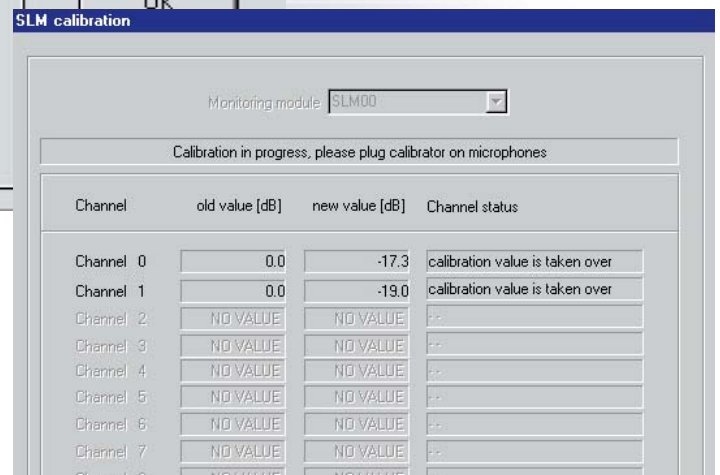 OK
SLM calibration
Monitoring module SLM00
Calibration in progress, please plug calibrator on microphones
Channel old value [dB] new value [dB] Channel status
Channel 0 0.0 -17.3 calibration value is taken over
Channel 1 0.0 -19.0 calibration value is taken over
Channel 2 NO VALUE NO VALUE --
Channel 3 NO VALUE NO VALUE --
Channel 4 NO VALUE NO VALUE --
Channel 5 NO VALUE NO VALUE --
Channel 6 NO VALUE NO VALUE --
Channel 7 NO VALUE NO VALUE --